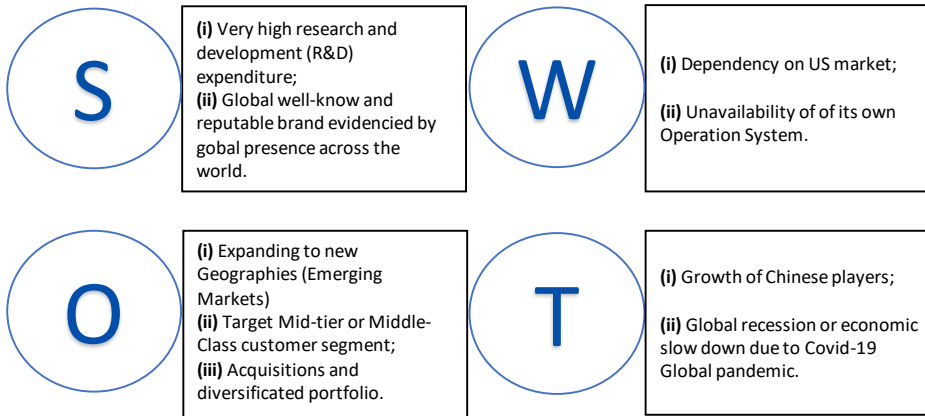 S
(i) Very high research and
development (R&D)
expenditure;
(ii) Global well-know and
reputable brand evidencied by
gobal presence across the
world.
W
(i) Dependency on US market;
(ii) Unavailability of of its own
Operation System.
O
(i) Expanding to new
Geographies (Emerging
Markets)
(ii) Target Mid-tier or Middle-
Class customer segment;
(iii) Acquisitions and
diversificated portfolio.
T
(i) Growth of Chinese players;
(ii) Global recession or economic
slow down due to Covid-19
Global pandemic.